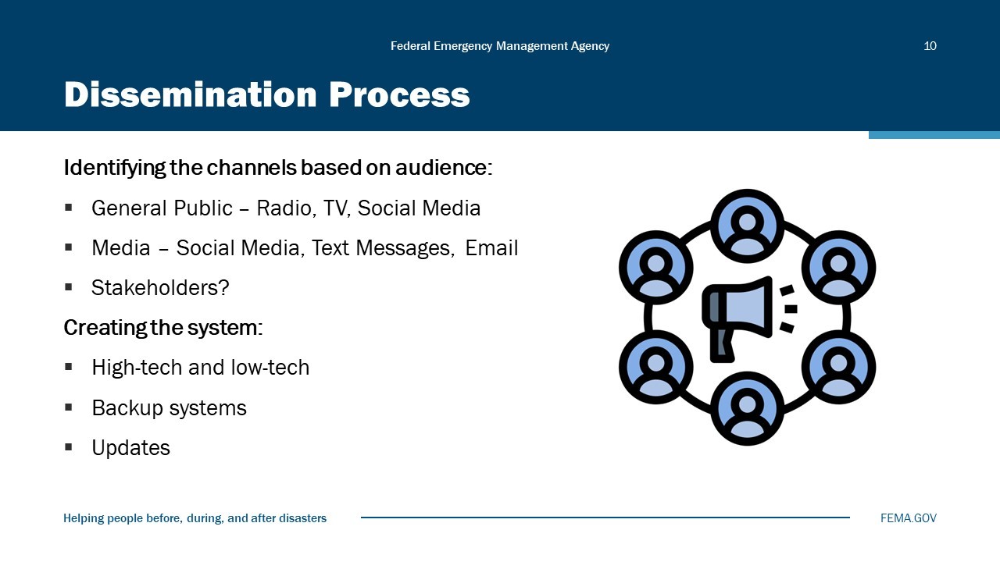 Federal Emergency Management Agency
10
Dissemination Process
Identifying the channels based on audience:
▪ General Public – Radio, TV, Social Media
▪ Media – Social Media, Text Messages, Email
▪ Stakeholders?
Creating the system:
▪ High-tech and low-tech
▪ Backup systems
▪ Updates
Helping people before, during, and after disasters
FEMA.GOV